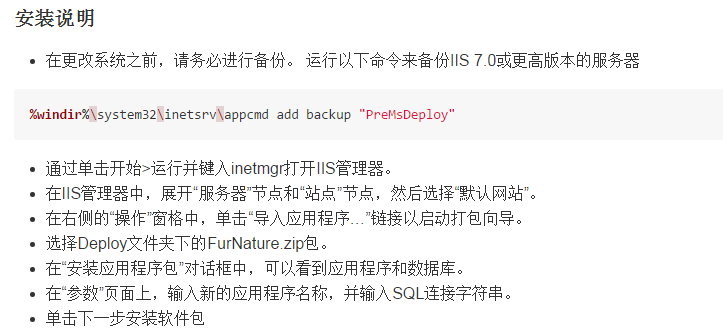 安装说明
在更改系统之前，请务必进行备份。 运行以下命令来备份IIS 7.0或更高版本的服务器
%windir%\system32\inetsrv\appcmd add backup "PreMsDeploy"
通过单击开始>运行并键入inetmgr打开IIS管理器。
在IIS管理器中，展开“服务器”节点和“站点”节点，然后选择“默认网站”。
在右侧的“操作”窗格中，单击“导入应用程序…”链接以启动打包向导。
选择Deploy文件夹下的FurNature.zip包。
在“安装应用程序包”对话框中，可以看到应用程序和数据库。
在“参数”页面上，输入新的应用程序名称，并输入SQL连接字符串。
单击下一步安装软件包